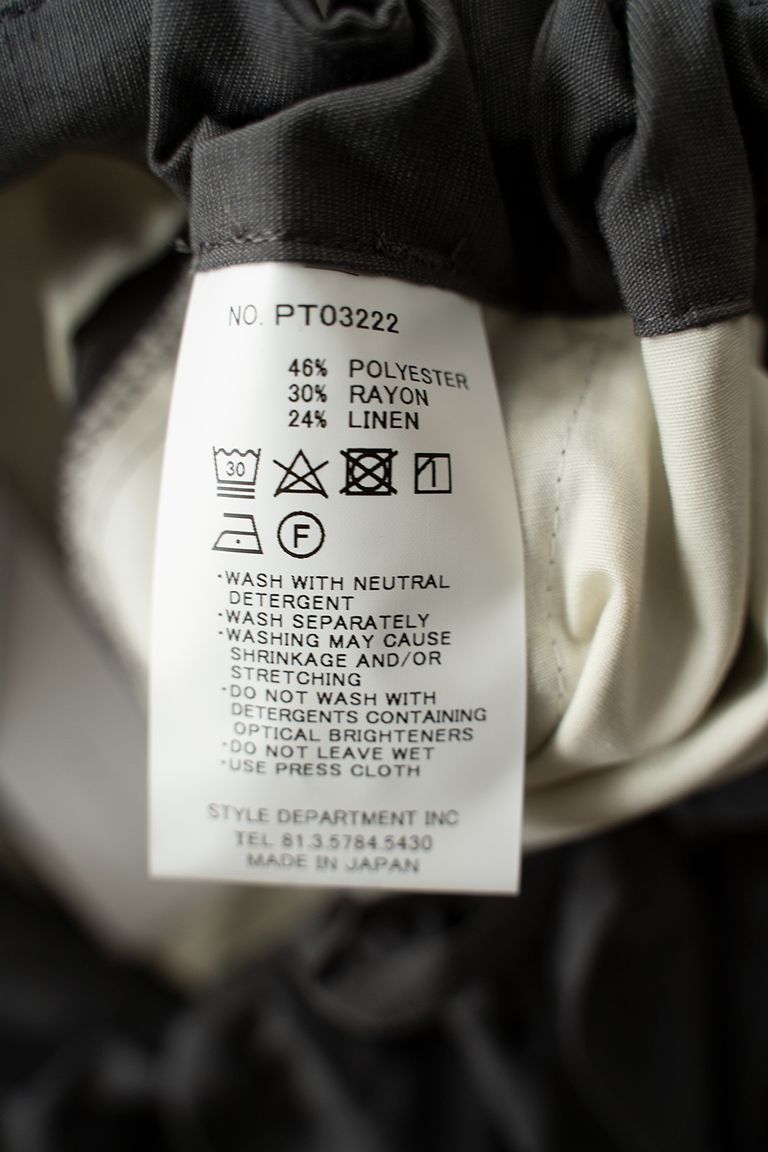 NO. PT03222
46% POLYESTER
30% RAYON
24% LINEN
30
F
·WASH WITH NEUTRAL
DETERGENT
·WASH SEPARATELY
·WASHING MAY CAUSE
SHRINKAGE AND/OR
STRETCHING
·DO NOT WASH WITH
DETERGENTS CONTAINING
OPTICAL BRIGHTENERS
·DO NOT LEAVE WET
·USE PRESS CLOTH
STYLE DEPARTMENT INC
TEL 81.3.5784.5430
MADE IN JAPAN